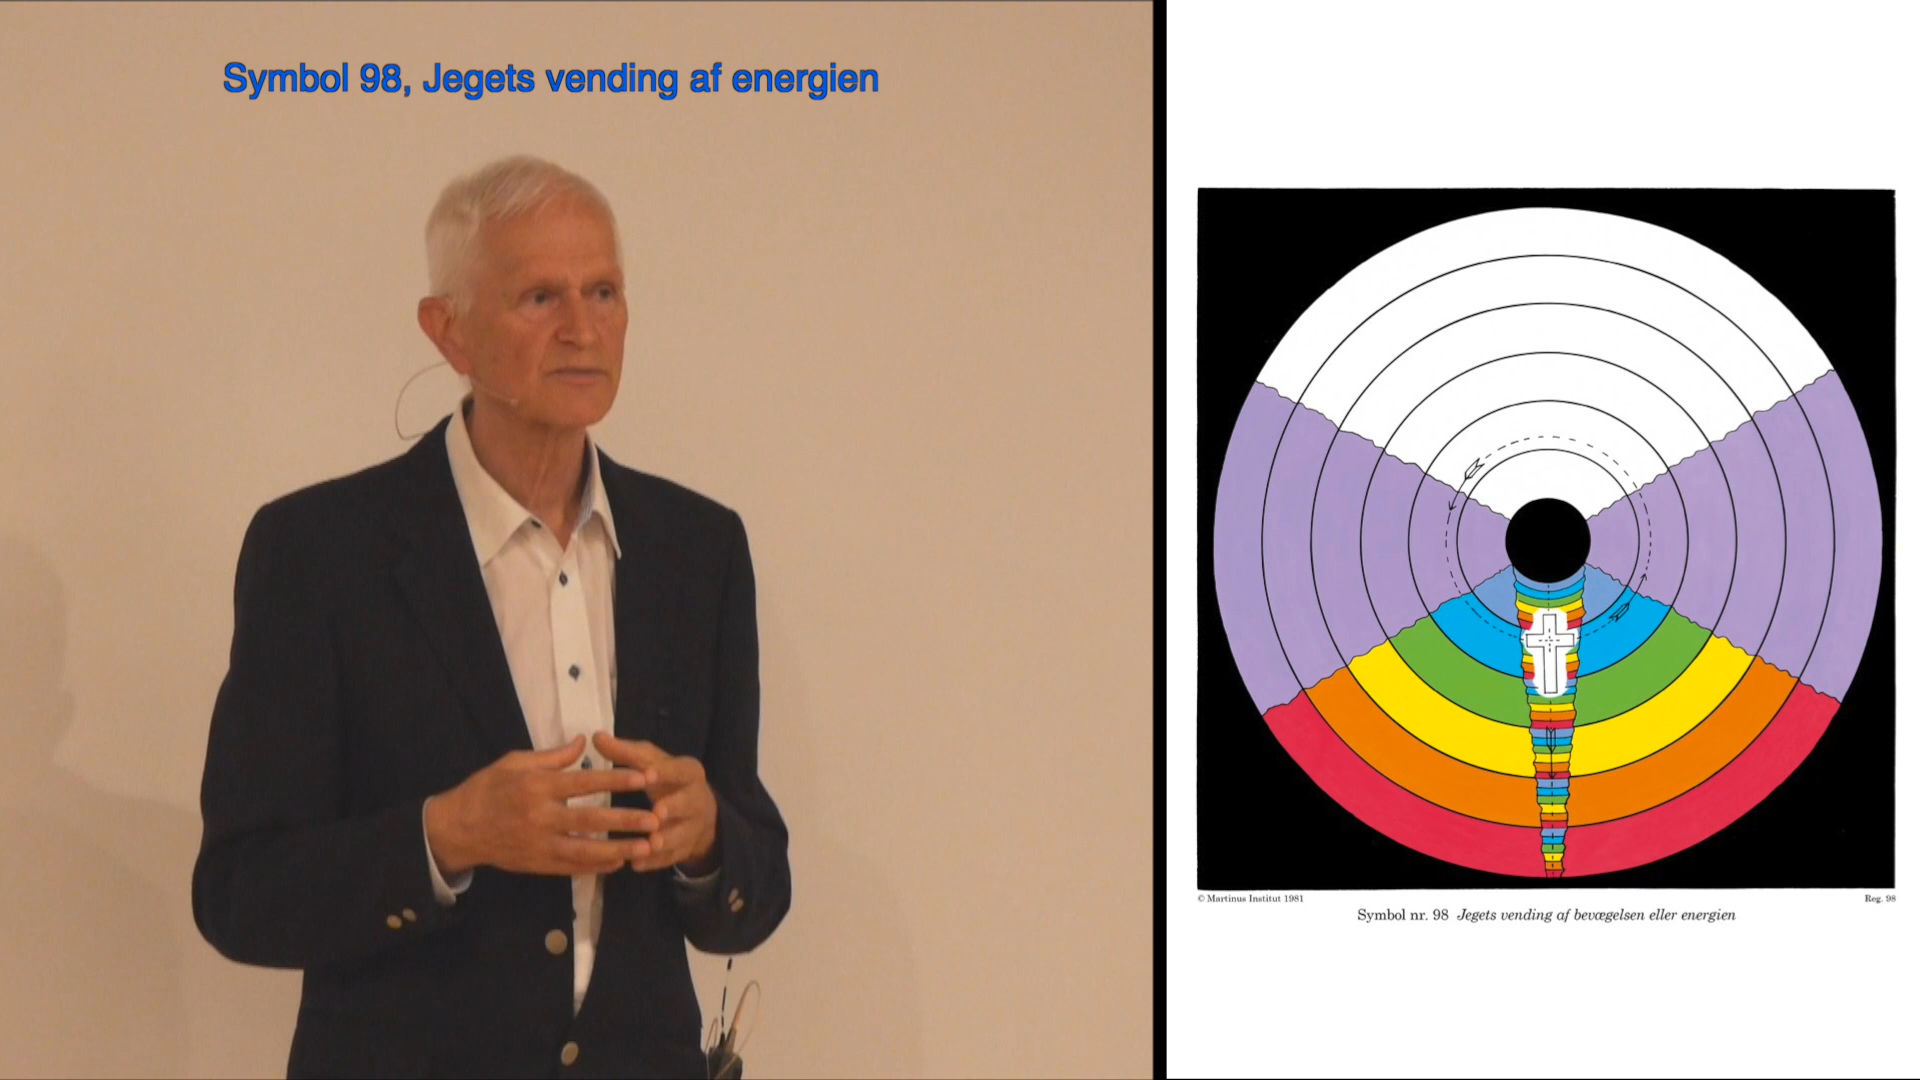 Symbol 98, Jegets vending af energien
© Martinus Institut 1981
Reg. 98
Symbol nr. 98 Jegets vending af bevægelsen eller energien